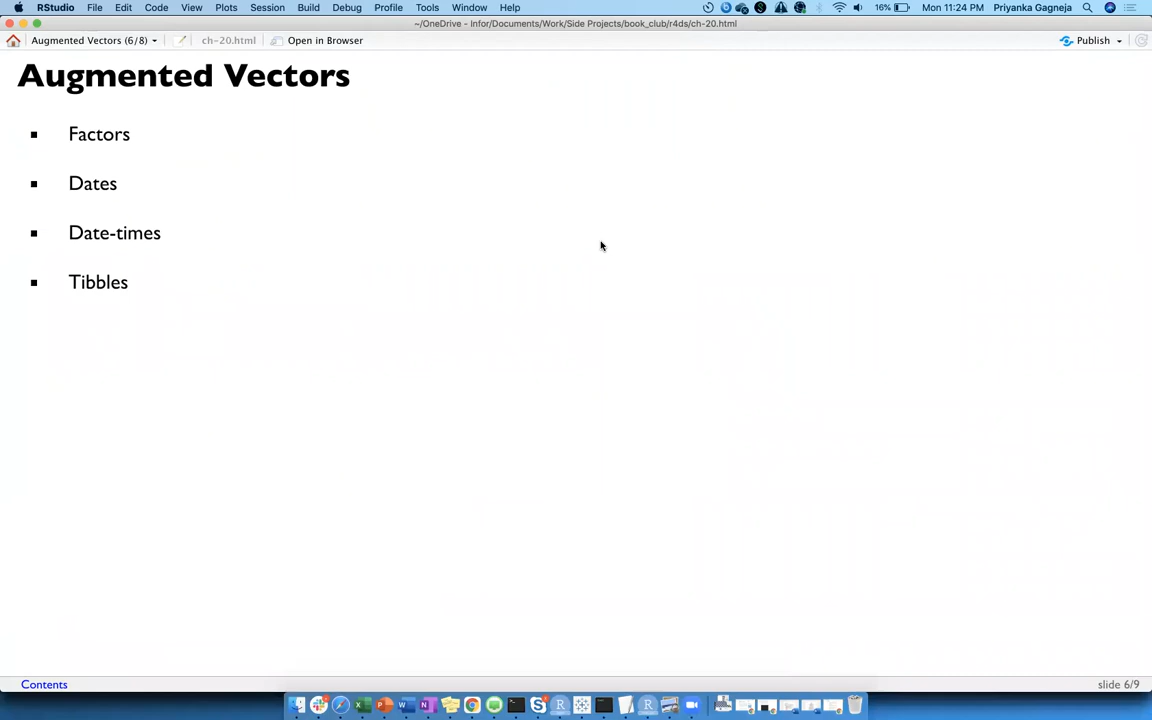 RStudio File Edit Code View Plots Session Build Debug Profile Tools Window Help 16% Mon 11:24 PM Priyanka Gagneja
~/OneDrive - Infor/Documents/Work/Side Projects/book_club/r4ds/ch-20.html
Augmented Vectors (6/8) ch-20.html Open in Browser Publish
Augmented Vectors
Factors
Dates
Date-times
Tibbles
Contents slide 6/9